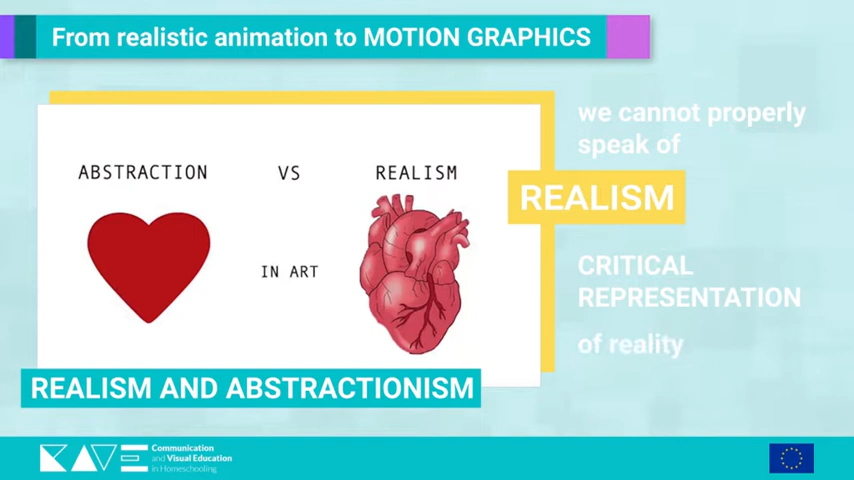 From realistic animation to MOTION GRAPHICS
ABSTRACTION VS REALISM
IN ART
REALISM AND ABSTRACTIONISM
we cannot properly
speak of
REALISM
CRITICAL
REPRESENTATION
of reality
KAVE
Communication
and Visual Education
in Homeschooling